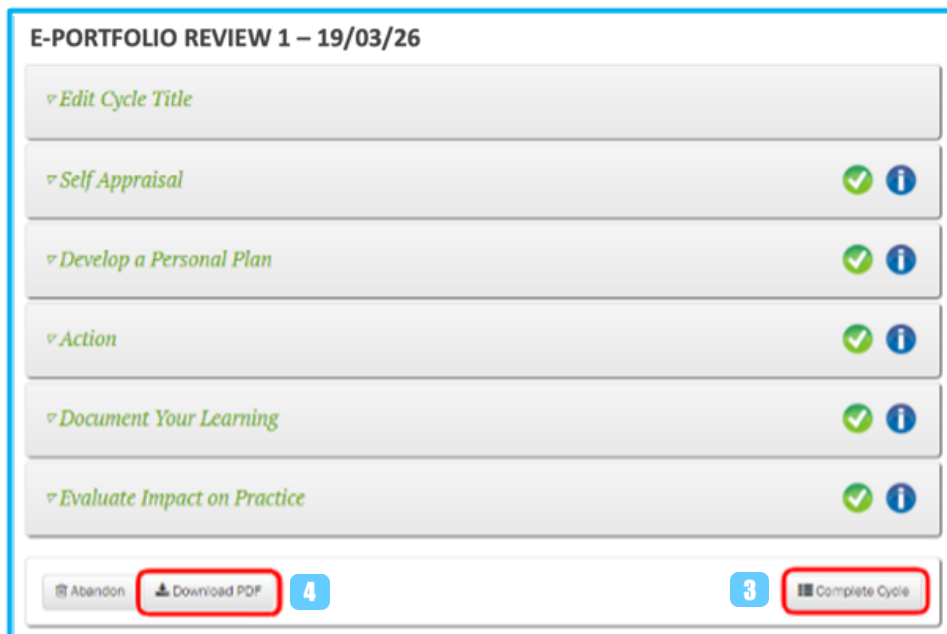 E-PORTFOLIO REVIEW 1 – 19/03/26
Edit Cycle Title
Self Appraisal
Develop a Personal Plan
Action
Document Your Learning
Evaluate Impact on Practice
Abandon Download PDF 4 3 Complete Cycle